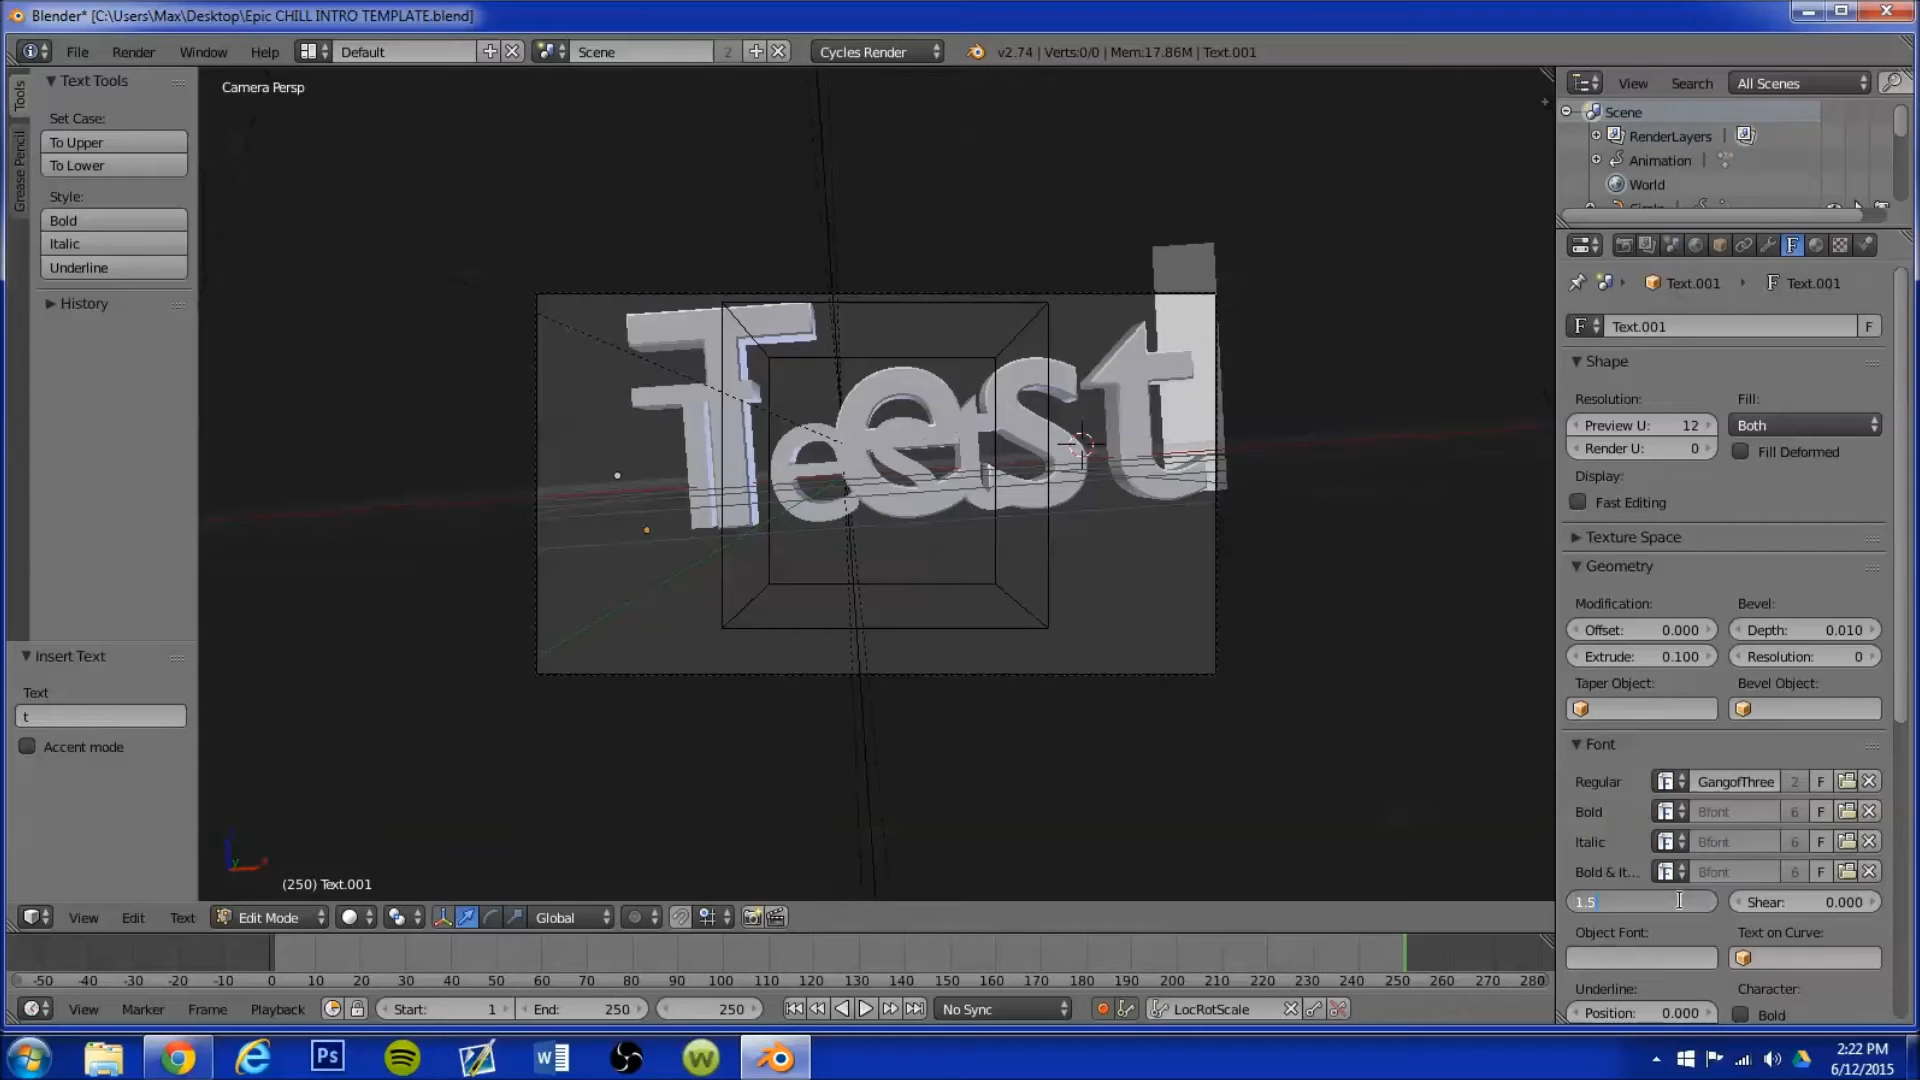 Blender* [C:\Users\Max\Desktop\Epic CHILL INTRO TEMPLATE.blend]
File Render Window Help Default Scene 2 Cycles Render v2.74 | Verts:0/0 | Mem:17.86M | Text.001
Tools
Grease Pencil
Text Tools
Set Case:
To Upper
To Lower
Style:
Bold
Italic
Underline
History
Insert Text
Text
t
Accent mode
Camera Persp
Test
Test
y
(250) Text.001
View Edit Text Edit Mode Global
-50 -40 -30 -20 -10 0 10 20 30 40 50 60 70 80 90 100 110 120 130 140 150 160 170 180 190 200 210 220 230 240 250 260 270 280
View Marker Frame Playback Start: 1 End: 250 250 No Sync LocRotScale
View Search All Scenes
Scene
RenderLayers |
Animation |
World
Text.001 F Text.001
F Text.001 F
Shape
Resolution: Fill:
Preview U: 12 Both
Render U: 0 Fill Deformed
Display:
Fast Editing
Texture Space
Geometry
Modification: Bevel:
Offset: 0.000 Depth: 0.010
Extrude: 0.100 Resolution: 0
Taper Object: Bevel Object:
Font
Regular F GangofThree 2 F
Bold F Bfont 6 F
Italic F Bfont 6 F
Bold & It... F Bfont 6 F
1.5 Shear: 0.000
Object Font: Text on Curve:
Underline: Character:
Position: 0.000 Bold
Ps W
2:22 PM
6/12/2015